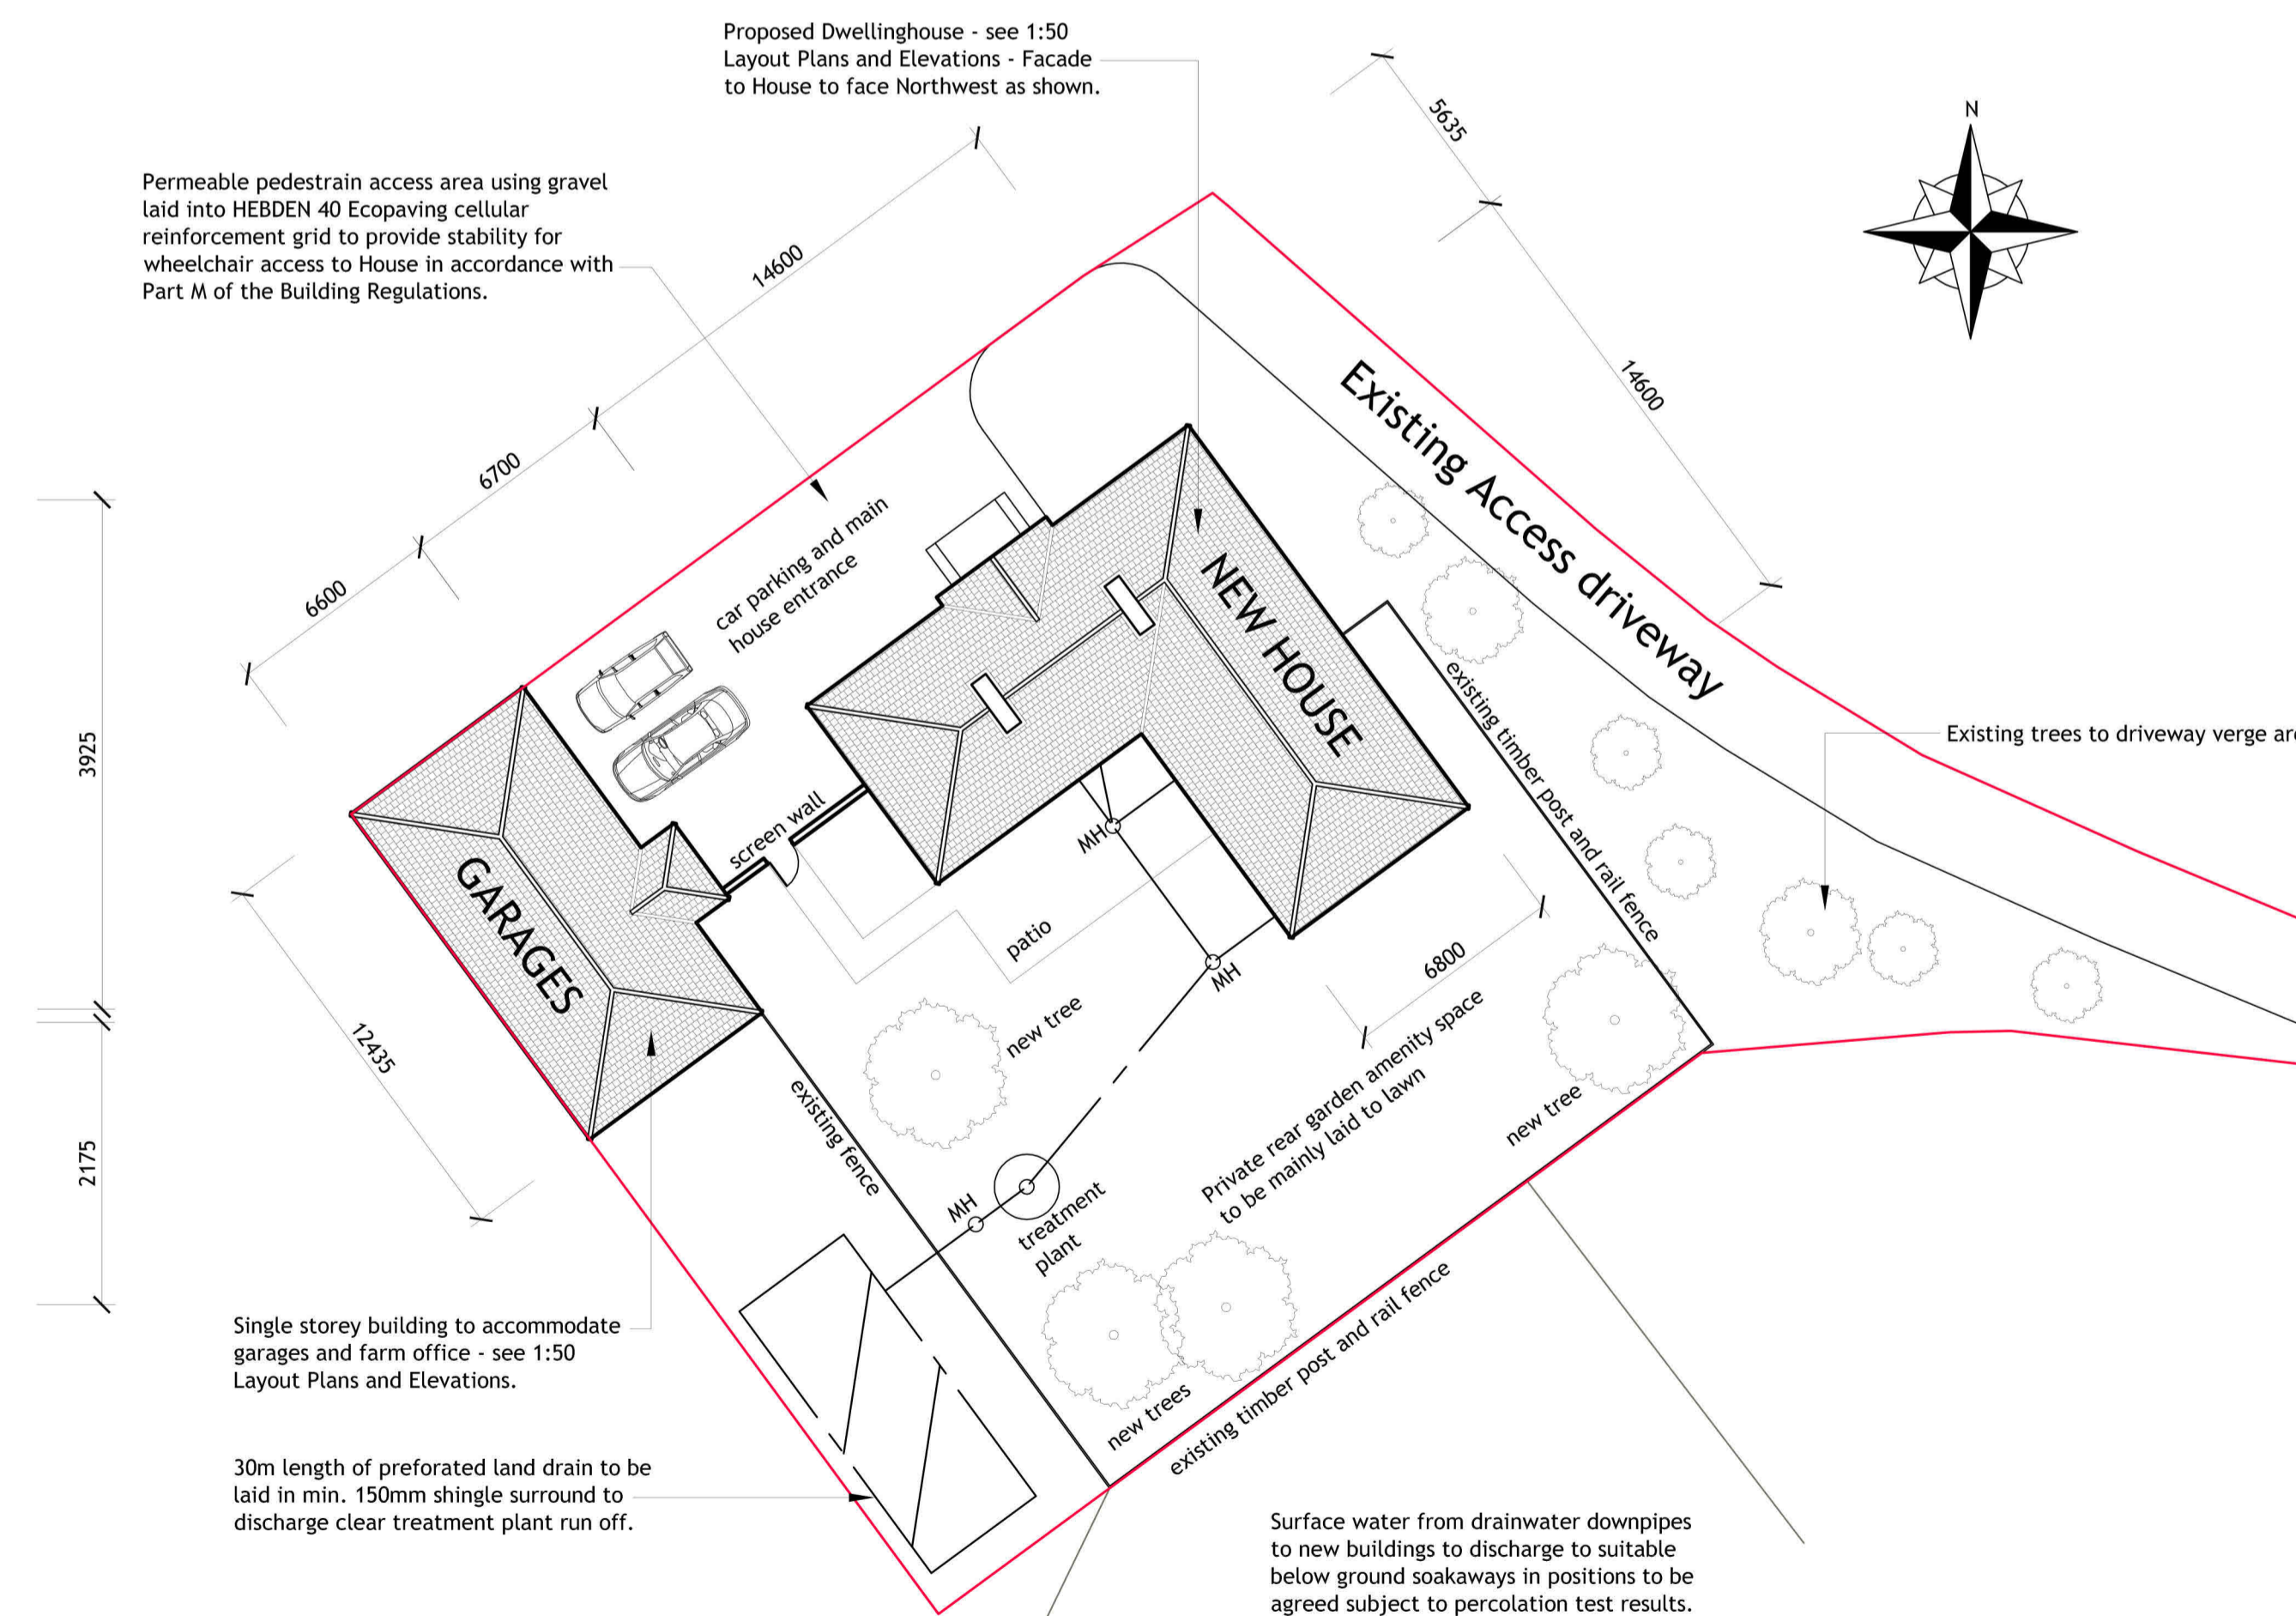 Proposed Dwellinghouse - see 1:50
Layout Plans and Elevations - Facade
to House to face Northwest as shown.
5635
N
Permeable pedestrain access area using gravel
laid into HEBDEN 40 Ecopaving cellular
reinforcement grid to provide stability for
wheelchair access to House in accordance with
Part M of the Building Regulations.
14600
6700
6600
14600
Existing Access driveway
car parking and main
house entrance
NEW HOUSE
existing timber post and rail fence
Existing trees to driveway verge are
3925
screen wall
MH
GARAGES
patio
MH
6800
12435
new tree
existing fence
Private rear garden amenity space
to be mainly laid to lawn
new tree
2175
MH
treatment
plant
new trees
existing timber post and rail fence
Single storey building to accommodate
garages and farm office - see 1:50
Layout Plans and Elevations.
30m length of preforated land drain to be
laid in min. 150mm shingle surround to
discharge clear treatment plant run off.
Surface water from drainwater downpipes
to new buildings to discharge to suitable
below ground soakaways in positions to be
agreed subject to percolation test results.